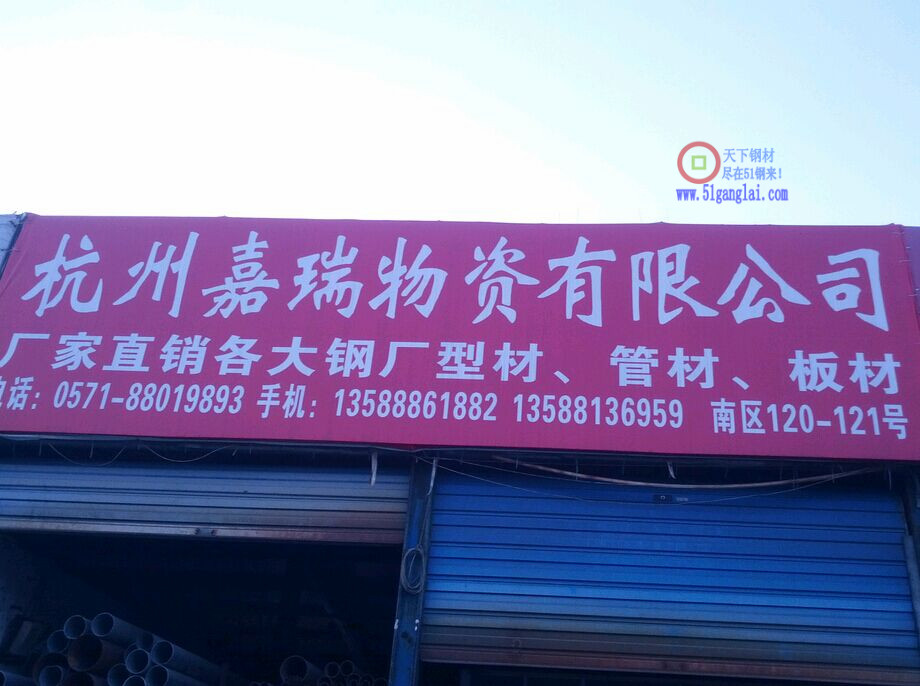 天下钢材
尽在51钢来!
www.51ganglai.com
杭州嘉瑞物资有限公司
厂家直销各大钢厂型材、管材、板材
电话:0571-88019893 手机:13588861882 13588136959 南区120-121号